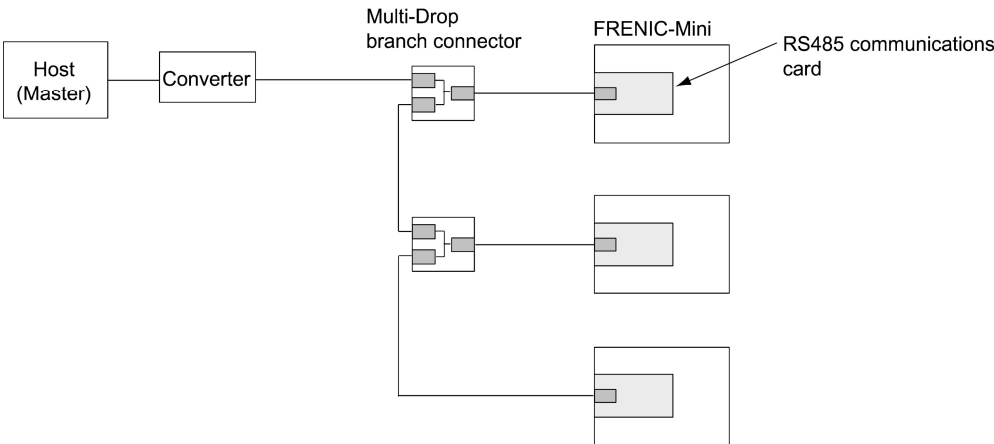 Multi-Drop
branch connector
FRENIC-Mini
RS485 communications
card
Host
(Master)
Converter